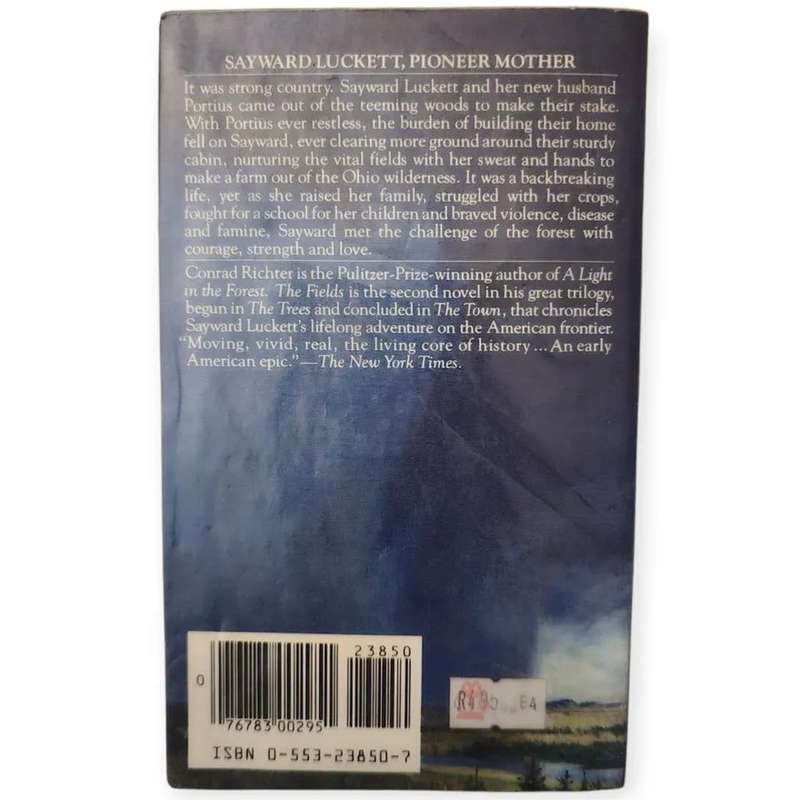 SAYWARD LUCKETT, PIONEER MOTHER
It was strong country. Sayward Luckett and her new husband
Portius came out of the teeming woods to make their stake.
With Portius ever restless, the burden of building their home
fell on Sayward, ever clearing more ground around their sturdy
cabin, nurturing the vital fields with her sweat and hands to
make a farm out of the Ohio wilderness. It was a backbreaking
life, yet as she raised her family, struggled with her crops,
fought for a school for her children and braved violence, disease
and famine, Sayward met the challenge of the forest with
courage, strength and love.
Conrad Richter is the Pulitzer-Prize-winning author of A Light
in the Forest. The Fields is the second novel in his great trilogy,
begun in The Trees and concluded in The Town, that chronicles
Sayward Luckett's lifelong adventure on the American frontier.
"Moving, vivid, real, the living core of history ... An early
American epic."—The New York Times.
23850
0
76783 00295
ISBN 0-553-23850-7